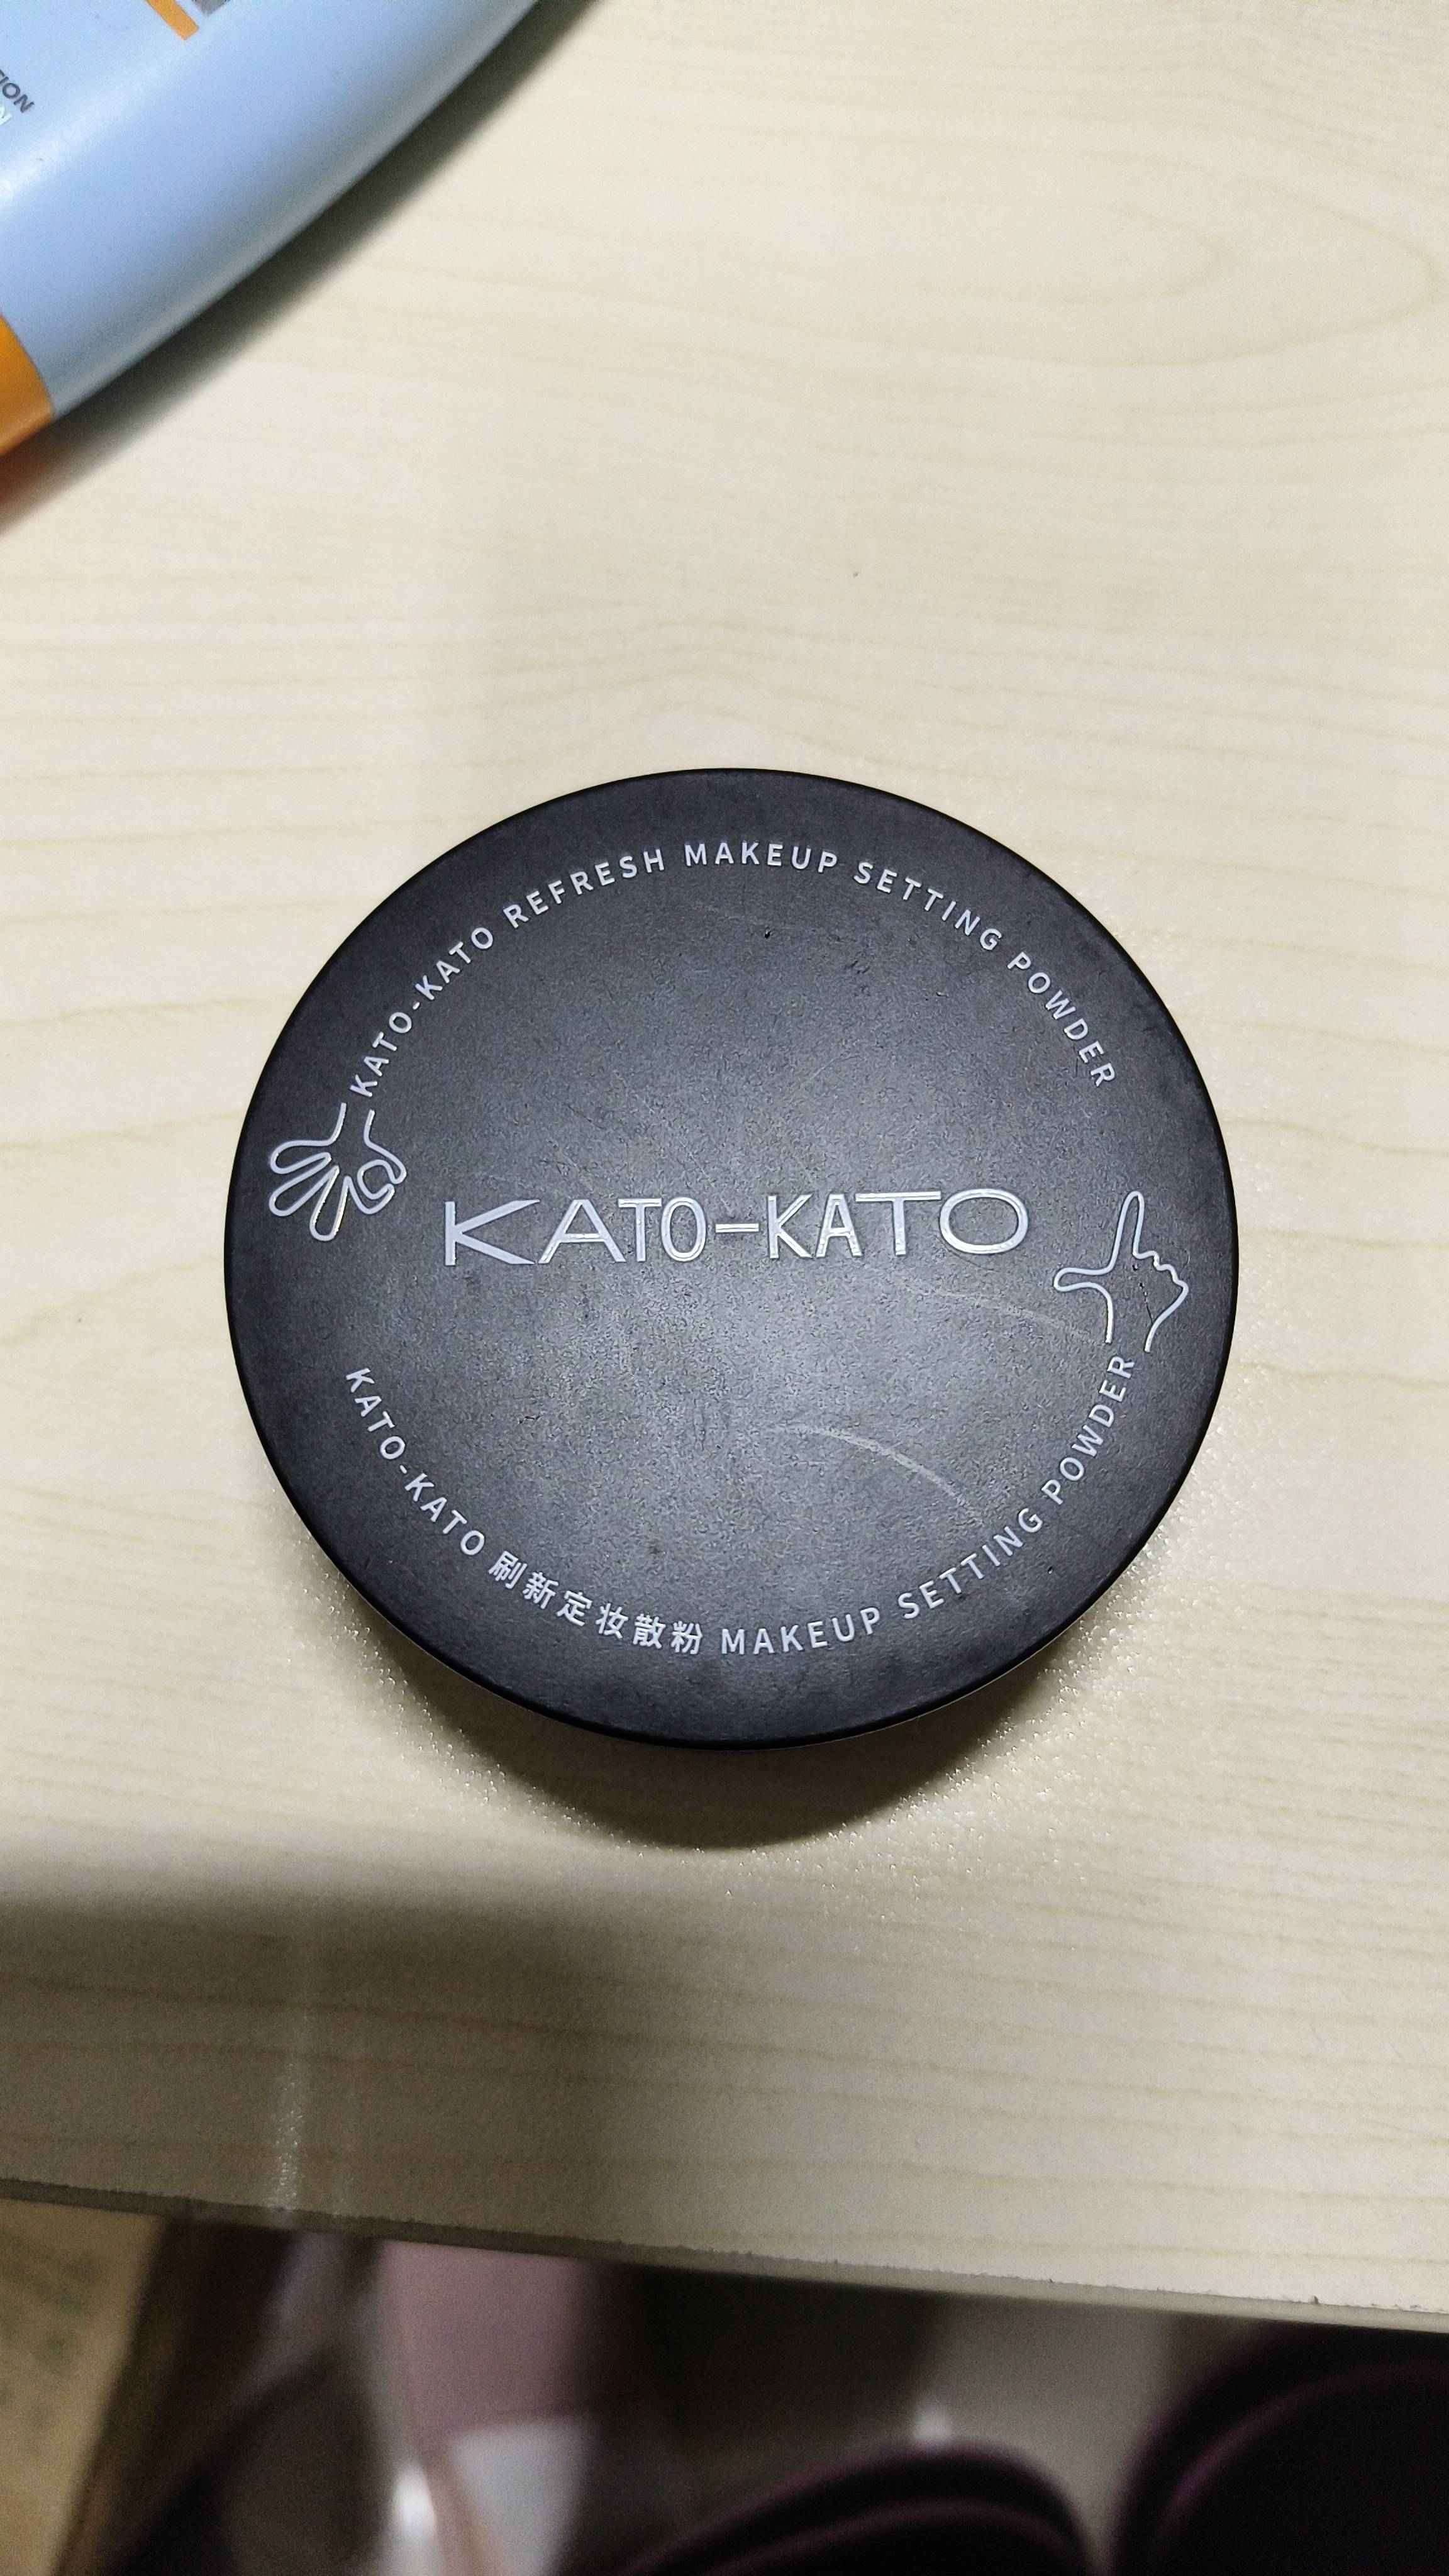 TION
KATO-KATO REFRESH MAKEUP SETTING POWDER
KATO-KATO
KATO-KATO 刷新定妆散粉 MAKEUP SETTING POWDER